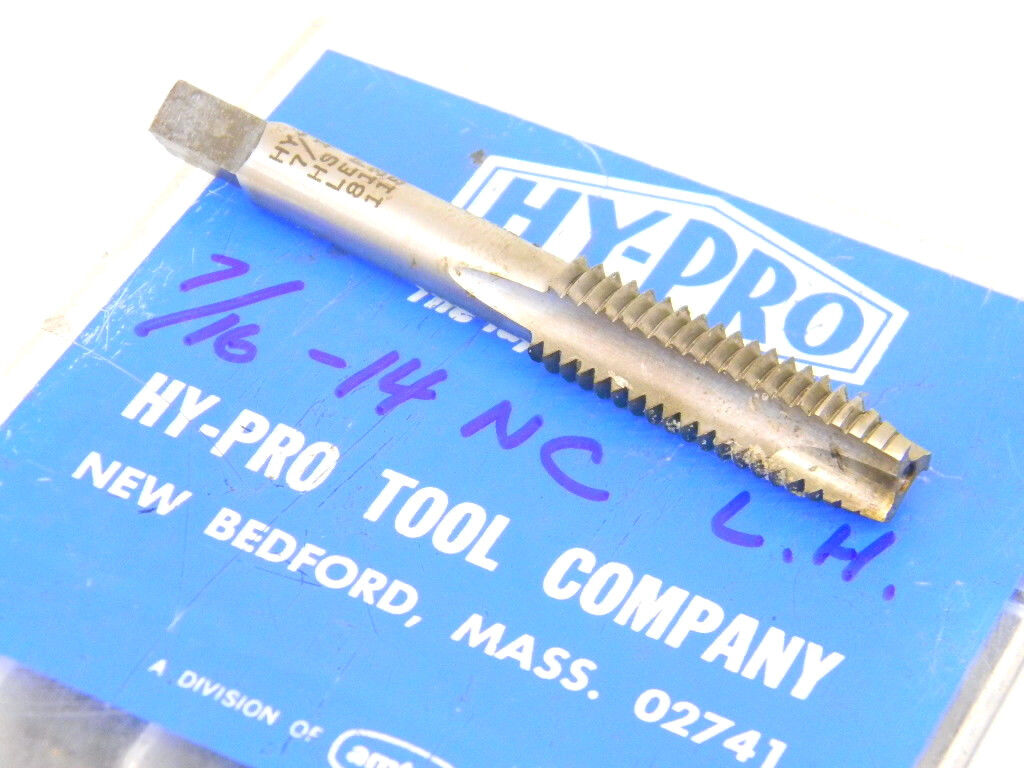 HY-PRO
7/16 - 14 NC L.H.
HY-PRO TOOL COMPANY
NEW BEDFORD, MASS. 02741
A DIVISION OF